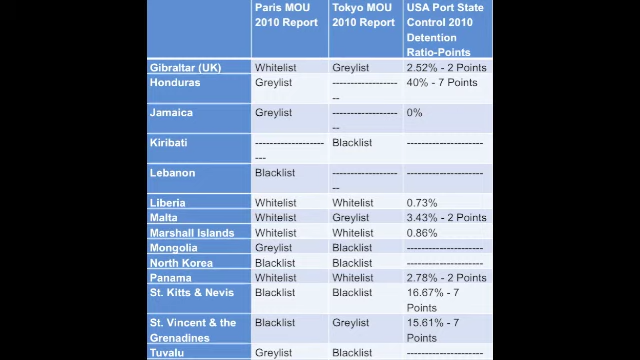 Paris MOU 2010 Report | Tokyo MOU 2010 Report | USA Port State Control 2010 Detention Ratio-Points
Gibraltar (UK) | Whitelist | Greylist | 2.52% - 2 Points
Honduras | Greylist | -------------------- | 40% - 7 Points
Jamaica | Greylist | -------------------- | 0%
Kiribati | ----------------------- | Blacklist | ---------------------
Lebanon | Blacklist | -------------------- | ---------------------
Liberia | Whitelist | Whitelist | 0.73%
Malta | Whitelist | Greylist | 3.43% - 2 Points
Marshall Islands | Whitelist | Whitelist | 0.86%
Mongolia | Greylist | Blacklist | ---------------------
North Korea | Blacklist | Blacklist | ---------------------
Panama | Whitelist | Whitelist | 2.78% - 2 Points
St. Kitts & Nevis | Blacklist | Blacklist | 16.67% - 7 Points
St. Vincent & the Grenadines | Blacklist | Greylist | 15.61% - 7 Points
Tuvalu | Greylist | Blacklist | ---------------------